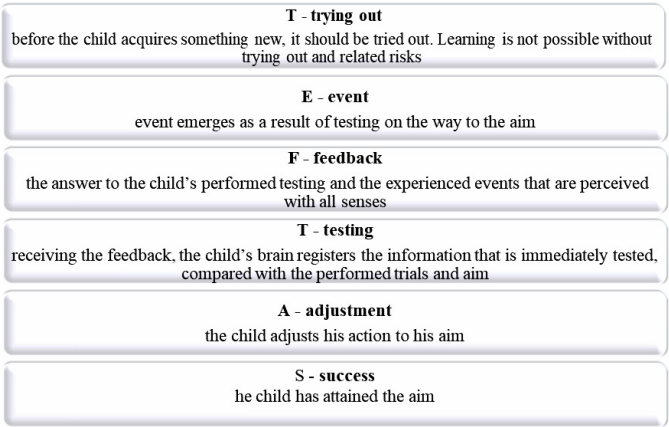 T - trying out
before the child acquires something new, it should be tried out. Learning is not possible without
trying out and related risks
E - event
event emerges as a result of testing on the way to the aim
F - feedback
the answer to the child's performed testing and the experienced events that are perceived
with all senses
T - testing
receiving the feedback, the child's brain registers the information that is immediately tested,
compared with the performed trials and aim
A - adjustment
the child adjusts his action to his aim
S - success
he child has attained the aim